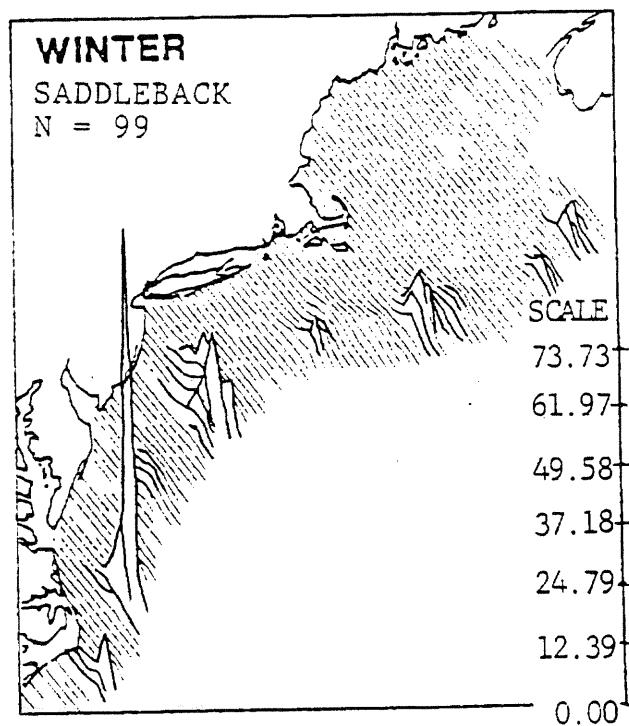 WINTER
SADDLEBACK
N = 99
SCALE
73.73
61.97
49.58
37.18
24.79
12.39
0.00